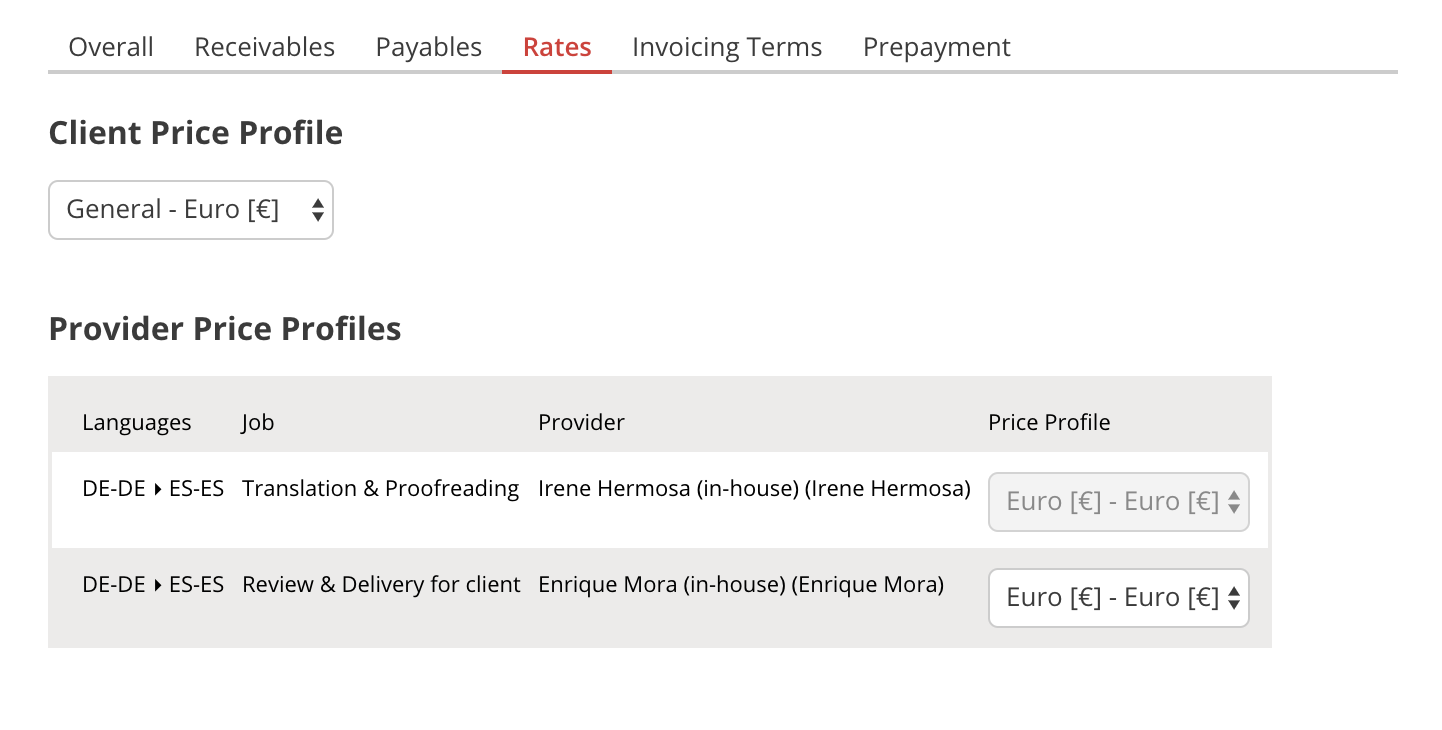 Overall Receivables Payables Rates Invoicing Terms Prepayment
Client Price Profile
General - Euro [€]
Provider Price Profiles
Languages Job Provider Price Profile
DE-DE ▸ ES-ES Translation & Proofreading Irene Hermosa (in-house) (Irene Hermosa) Euro [€] - Euro [€]
DE-DE ▸ ES-ES Review & Delivery for client Enrique Mora (in-house) (Enrique Mora) Euro [€] - Euro [€]